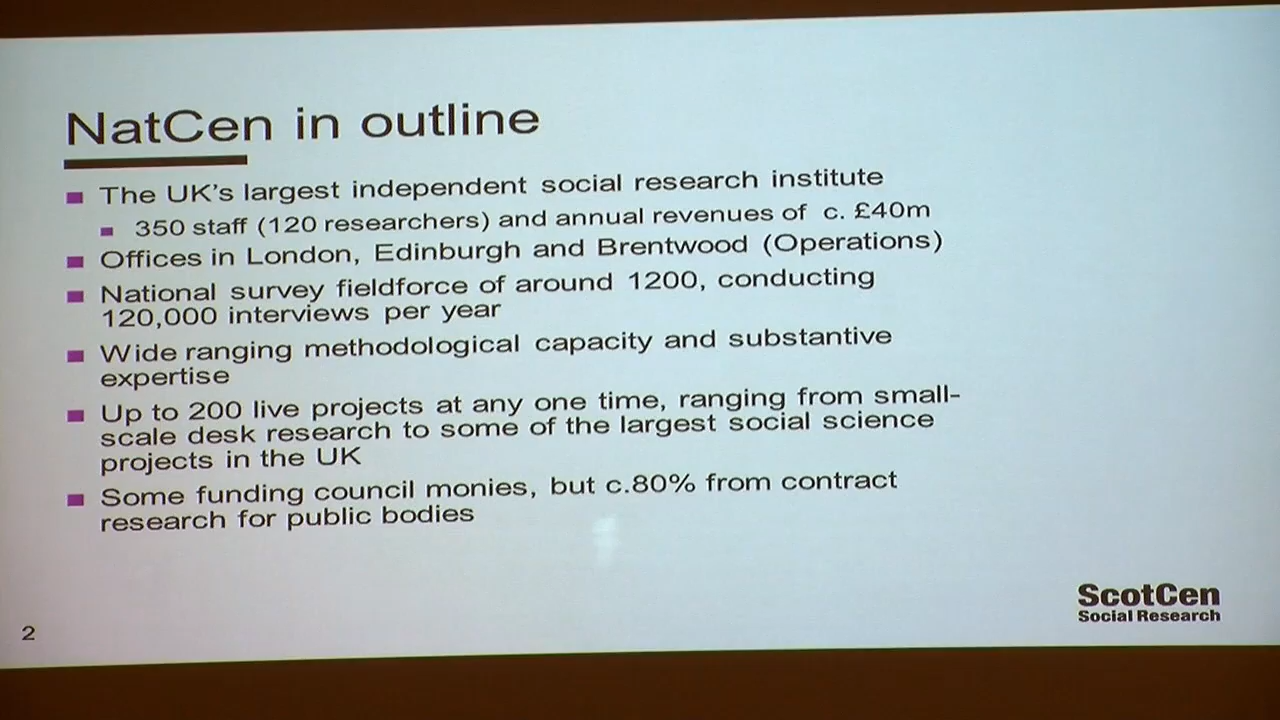 NatCen in outline
The UK's largest independent social research institute
350 staff (120 researchers) and annual revenues of c. £40m
Offices in London, Edinburgh and Brentwood (Operations)
National survey fieldforce of around 1200, conducting
120,000 interviews per year
Wide ranging methodological capacity and substantive
expertise
Up to 200 live projects at any one time, ranging from small-
scale desk research to some of the largest social science
projects in the UK
Some funding council monies, but c.80% from contract
research for public bodies
ScotCen
Social Research
2